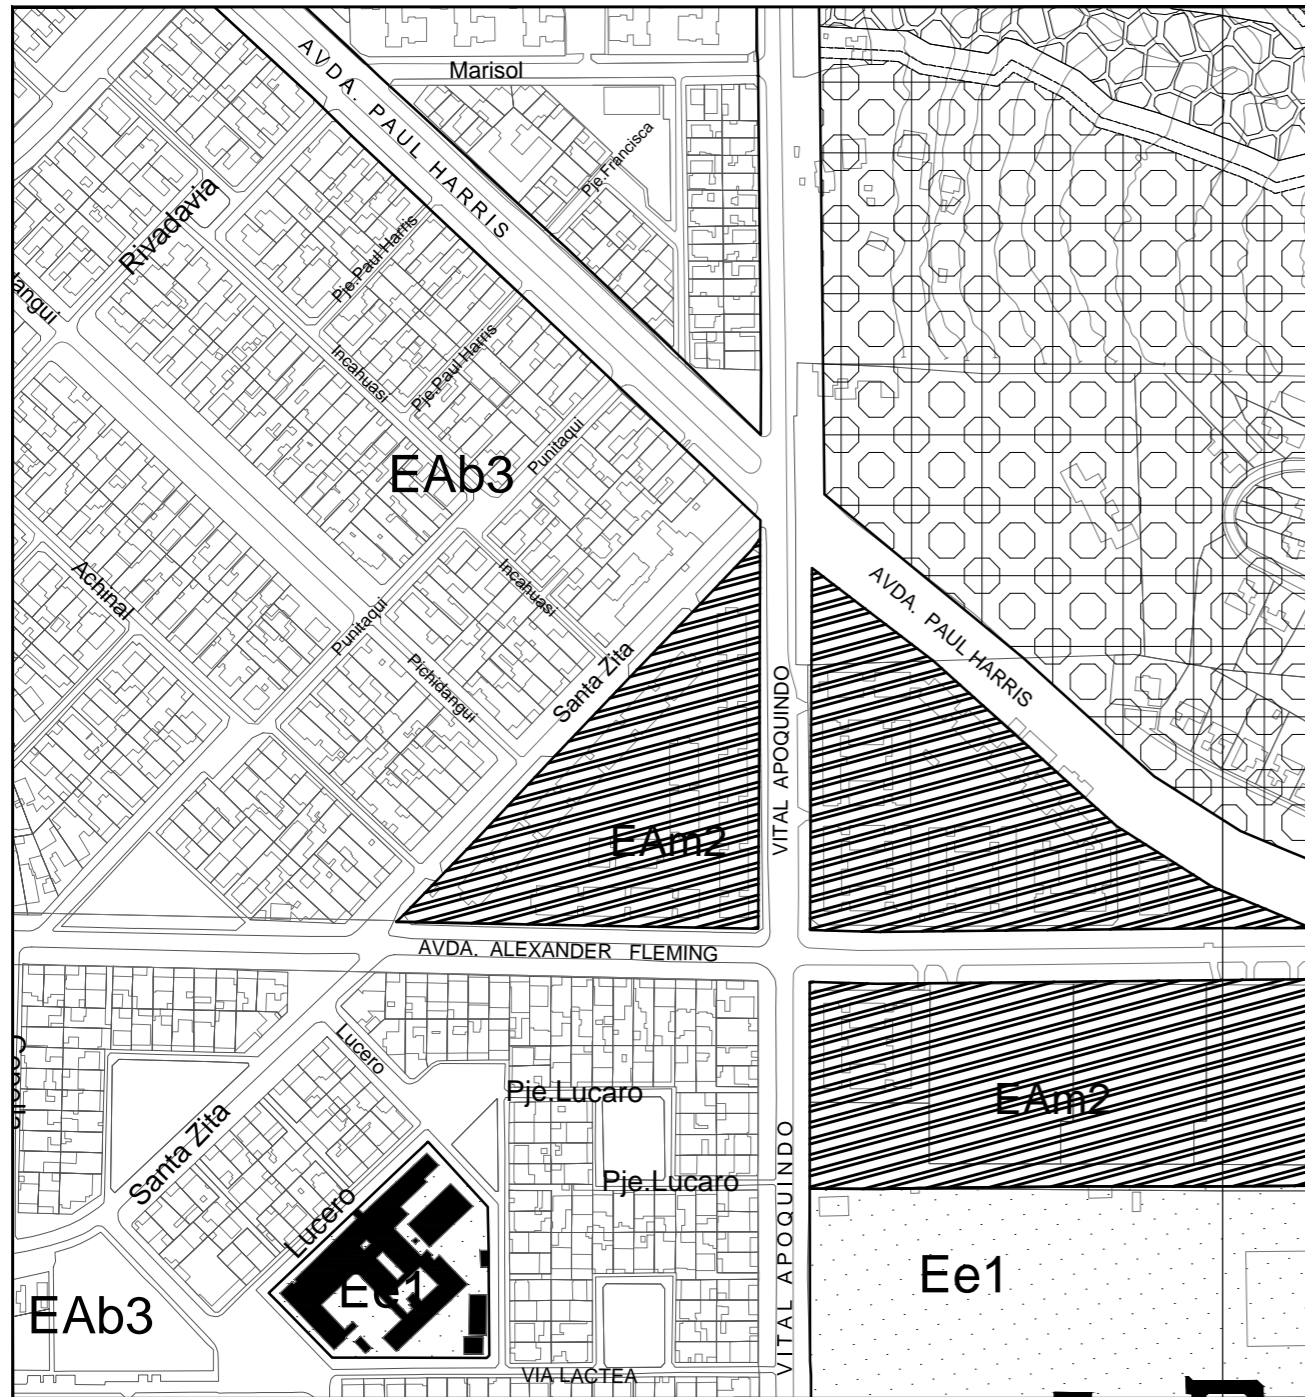 AVDA. PAUL HARRIS
Marisol
Pje.Francisca
Rivadavia
Pje.Paul Harris
angui
Incahuasi
Pje.Paul Harris
Punitaqui
EAb3
Achinal
Incahuasi
AVDA. PAUL HARRIS
Punitaqui
Pichidangui
Santa Zita
VITAL APOQUINDO
EAm2
AVDA. ALEXANDER FLEMING
Lucero
Pje.Lucaro
EAm2
Santa Zita
Pje.Lucaro
Lucero
VITAL APOQUINDO
Ee1
Ee1
EAb3
VIA LACTEA